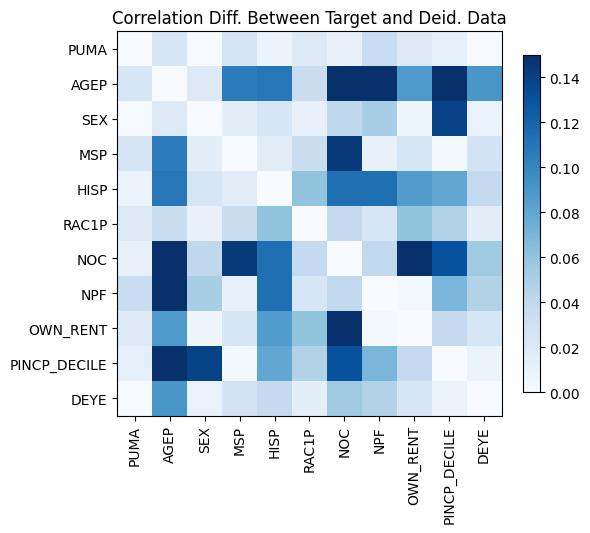 Correlation Diff. Between Target and Deid. Data
PUMA
AGEP
SEX
MSP
HISP
RAC1P
NOC
NPF
OWN_RENT
PINCP_DECILE
DEYE
PUMA
AGEP
SEX
MSP
HISP
RAC1P
NOC
NPF
OWN_RENT
PINCP_DECILE
DEYE
0.14
0.12
0.10
0.08
0.06
0.04
0.02
0.00